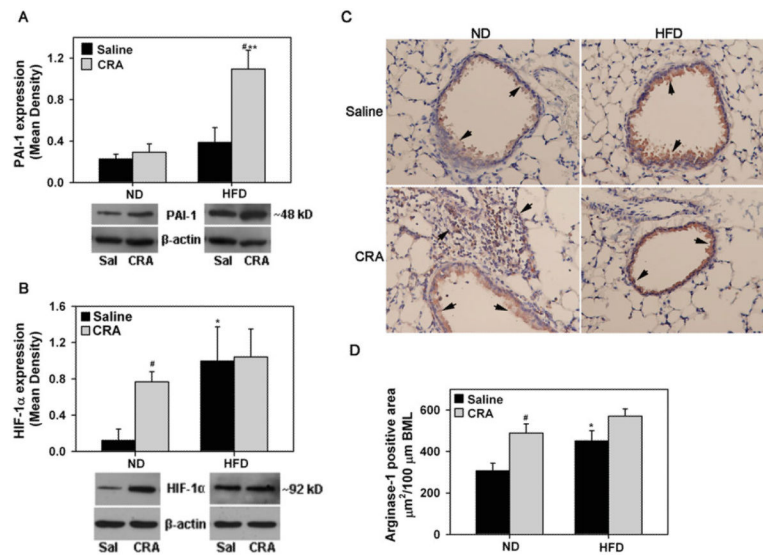 A
Saline
CRA
#,**
PAI-1 expression
(Mean Density)
1.2
0.8
0.4
0
ND
HFD
PAI-1
~48 kD
β-actin
Sal CRA
Sal CRA
B
Saline
CRA
HIF-1α expression
(Mean Density)
1.6
1.2
0.8
0.4
0.0
#
*
ND
HFD
HIF-1α
~92 kD
β-actin
Sal CRA
Sal CRA
C
ND
HFD
Saline
CRA
D
Saline
CRA
Arginase-1 positive area
μm²/100 μm BML
600
400
200
#
*
ND
HFD